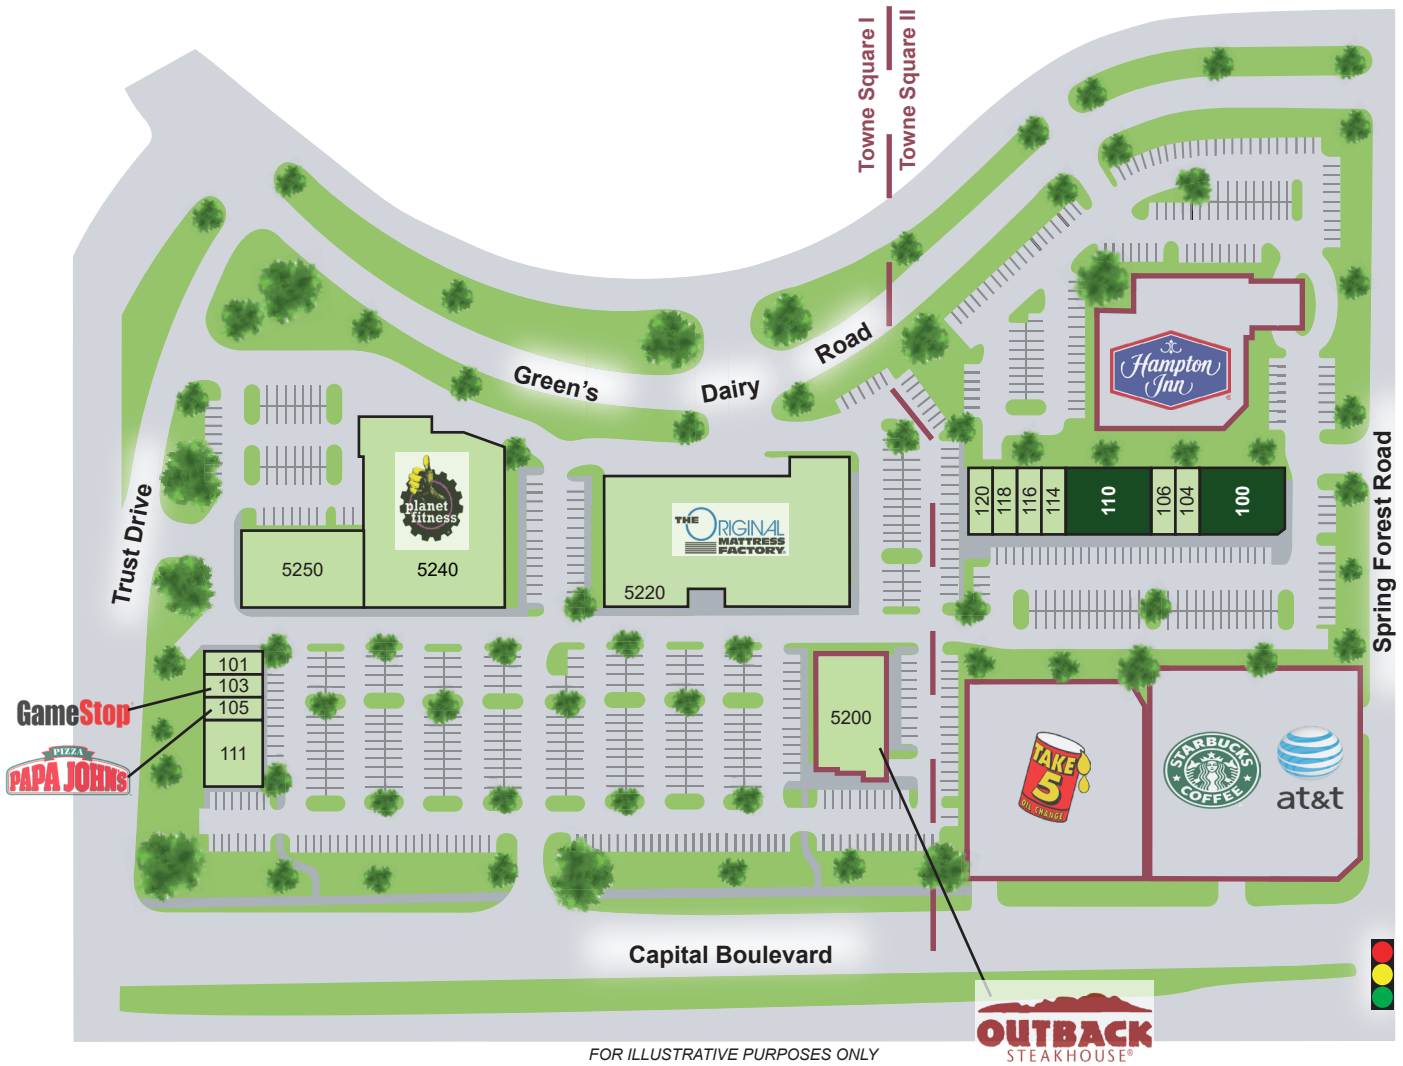 Towne Square I
Towne Square II
Green's
Dairy
Road
Hampton
Inn
®
Trust Drive
Spring Forest Road
planet
fitness
THE
ORIGINAL
MATTRESS
FACTORY.
5250
5240
5220
120
118
116
114
110
106
104
100
101
103
105
111
GameStop
PIZZA
PAPA JOHNS
5200
TAKE
5
OIL CHANGE
STARBUCKS
COFFEE
at&t
Capital Boulevard
OUTBACK
STEAKHOUSE®
FOR ILLUSTRATIVE PURPOSES ONLY